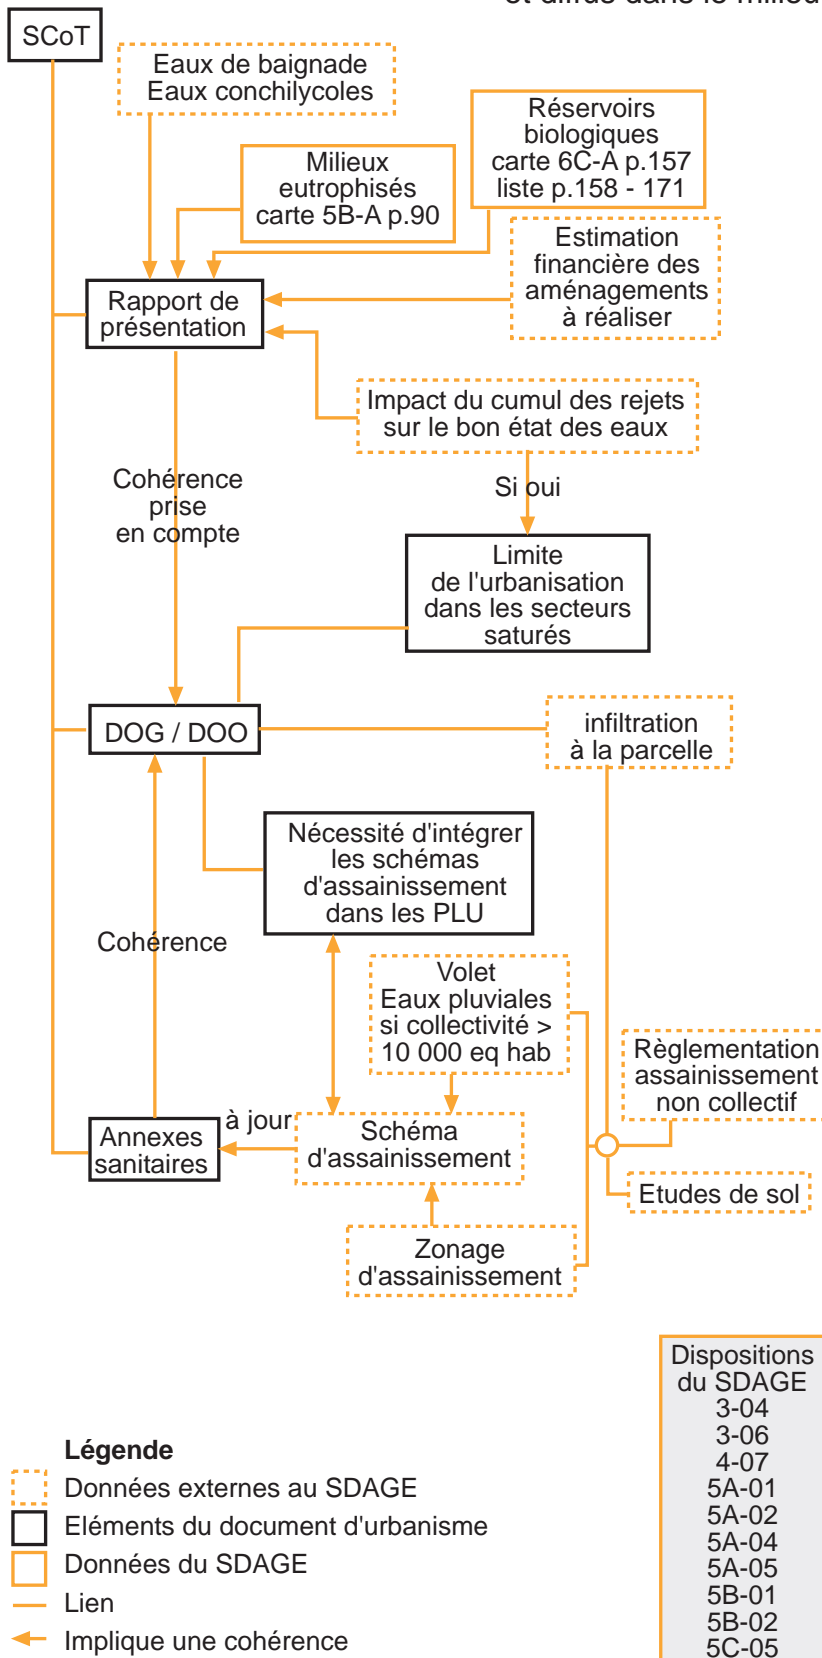 et diffus dans le milieu
SCoT
Eaux de baignade
Eaux conchilycoles
Réservoirs
biologiques
carte 6C-A p.157
liste p.158 - 171
Milieux
eutrophisés
carte 5B-A p.90
Estimation
financière des
aménagements
à réaliser
Rapport de
présentation
Impact du cumul des rejets
sur le bon état des eaux
Cohérence
prise
en compte
Si oui
Limite
de l'urbanisation
dans les secteurs
saturés
DOG / DOO
infiltration
à la parcelle
Nécessité d'intégrer
les schémas
d'assainissement
dans les PLU
Cohérence
Volet
Eaux pluviales
si collectivité >
10 000 eq hab
Règlementation
assainissement
non collectif
à jour
Annexes
sanitaires
Schéma
d'assainissement
Etudes de sol
Zonage
d'assainissement
Dispositions
du SDAGE
3-04
3-06
4-07
5A-01
5A-02
5A-04
5A-05
5B-01
5B-02
5C-05
Légende
Données externes au SDAGE
Eléments du document d'urbanisme
Données du SDAGE
Lien
Implique une cohérence